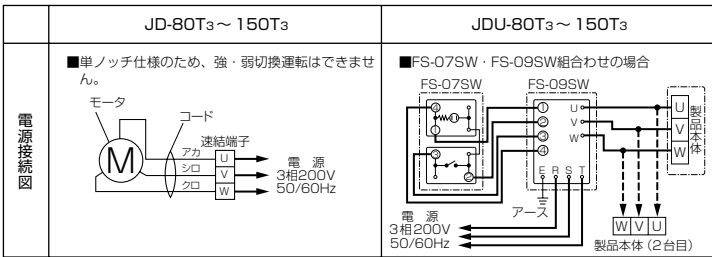 JD-80T3～150T3
JDU-80T3～150T3
電源接続図
■単ノッチ仕様のため、強・弱切換運転はできませ
ん。
モータ
コード
速結端子
M
アカ
シロ
クロ
U
V
W
電 源
3相200V
50/60Hz
■FS-07SW・FS-09SW組合わせの場合
FS-07SW
FS-09SW
④
①
③
②
①
②
③
④
U
V
W
E R S T
アース
電 源
3相200V
50/60Hz
U
V
W
製品本体
W V U
製品本体（2台目）